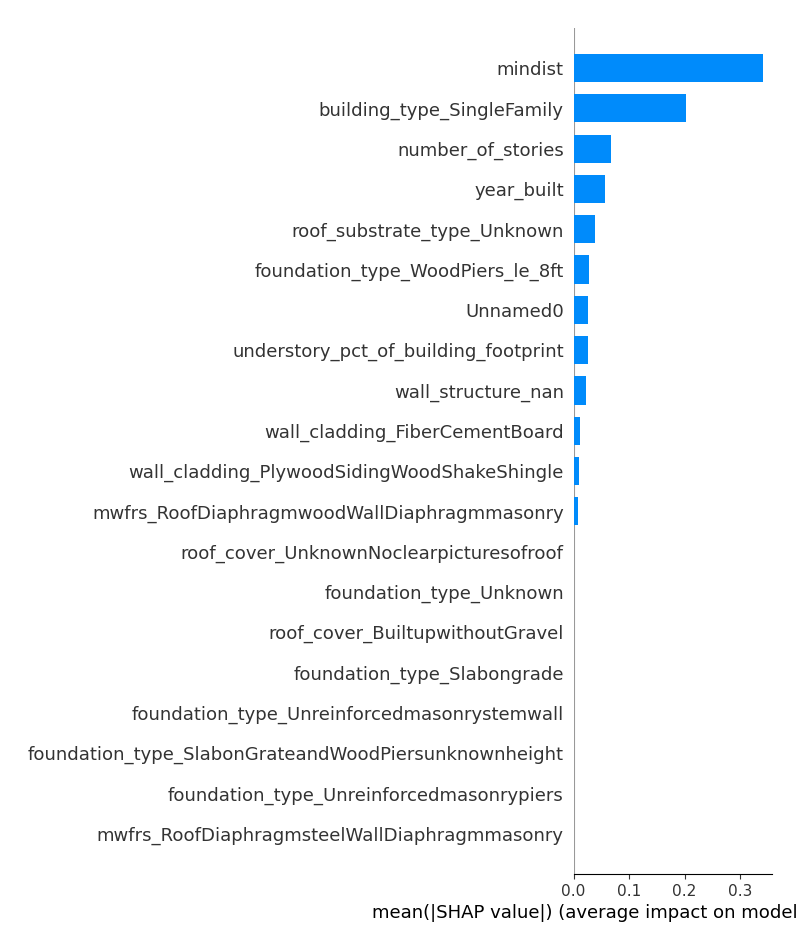 mindist
building_type_SingleFamily
number_of_stories
year_built
roof_substrate_type_Unknown
foundation_type_WoodPiers_le_8ft
Unnamed0
understory_pct_of_building_footprint
wall_structure_nan
wall_cladding_FiberCementBoard
wall_cladding_PlywoodSidingWoodShakeShingle
mwfrs_RoofDiaphragmwoodWallDiaphragmmasonry
roof_cover_UnknownNoclearpicturesofroof
foundation_type_Unknown
roof_cover_BuiltupwithoutGravel
foundation_type_Slabongrade
foundation_type_Unreinforcedmasonrystemwall
foundation_type_SlabonGrateandWoodPiersunknownheight
foundation_type_Unreinforcedmasonrypiers
mwfrs_RoofDiaphragmsteelWallDiaphragmmasonry
0.0 0.1 0.2 0.3
mean(|SHAP value|) (average impact on model